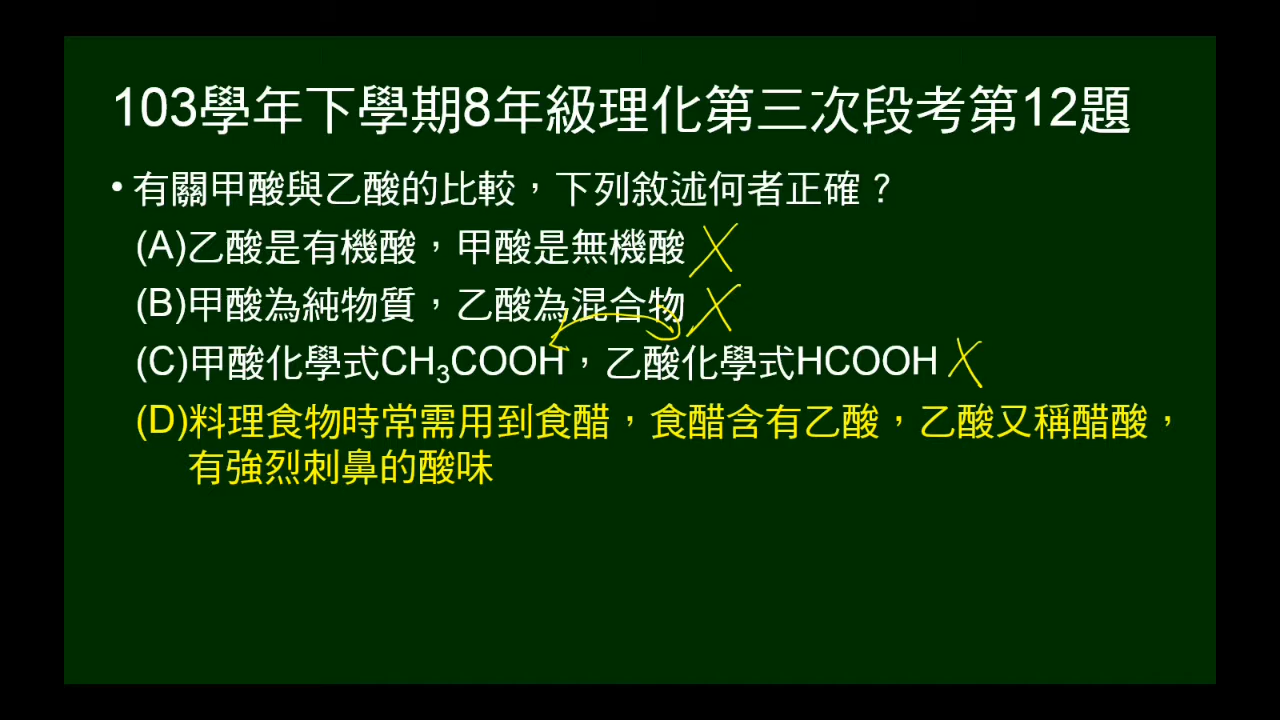 103學年下學期8年級理化第三次段考第12題
• 有關甲酸與乙酸的比較，下列敘述何者正確？
(A)乙酸是有機酸，甲酸是無機酸
(B)甲酸為純物質，乙酸為混合物
(C)甲酸化學式CH₃COOH，乙酸化學式HCOOH
(D)料理食物時常需用到食醋，食醋含有乙酸，乙酸又稱醋酸，
有強烈刺鼻的酸味